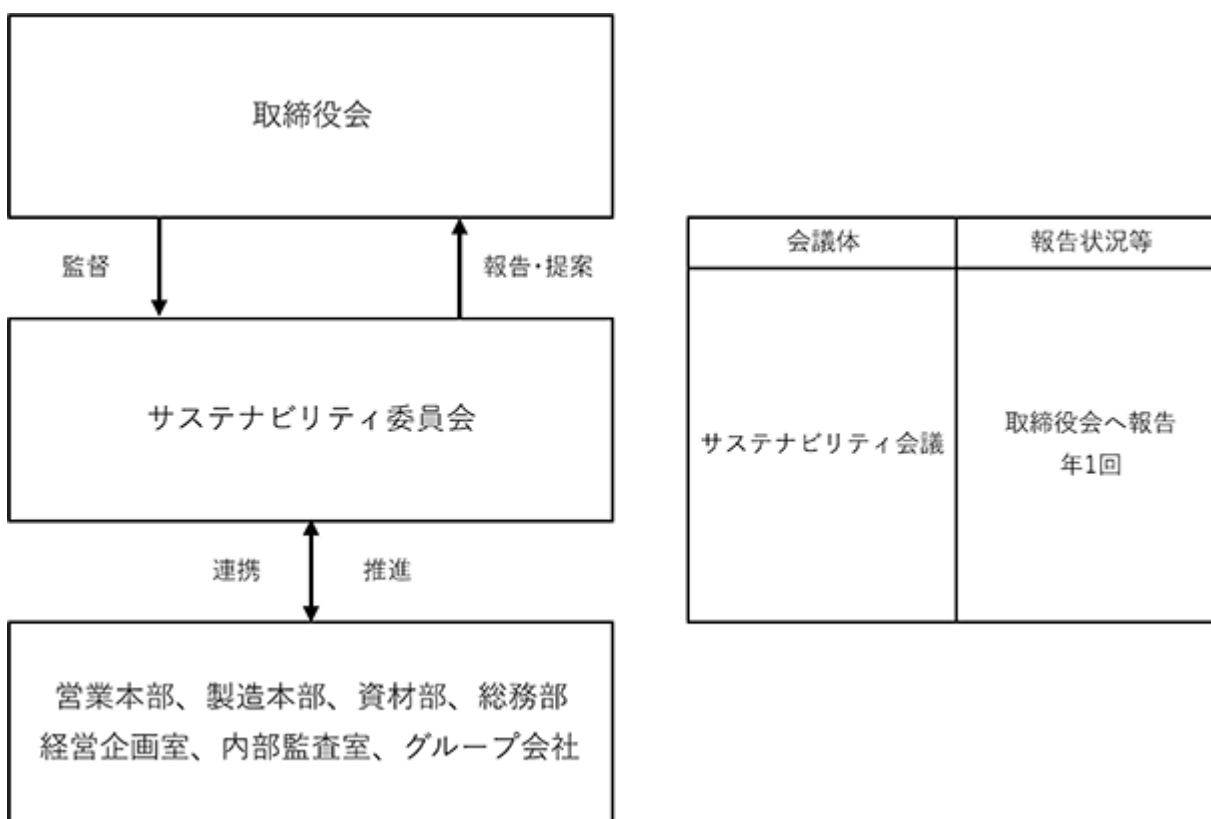 取締役会
監督
報告・提案
サステナビリティ委員会
連携
推進
営業本部、製造本部、資材部、総務部
経営企画室、内部監査室、グループ会社
会議体
報告状況等
サステナビリティ会議
取締役会へ報告
年1回